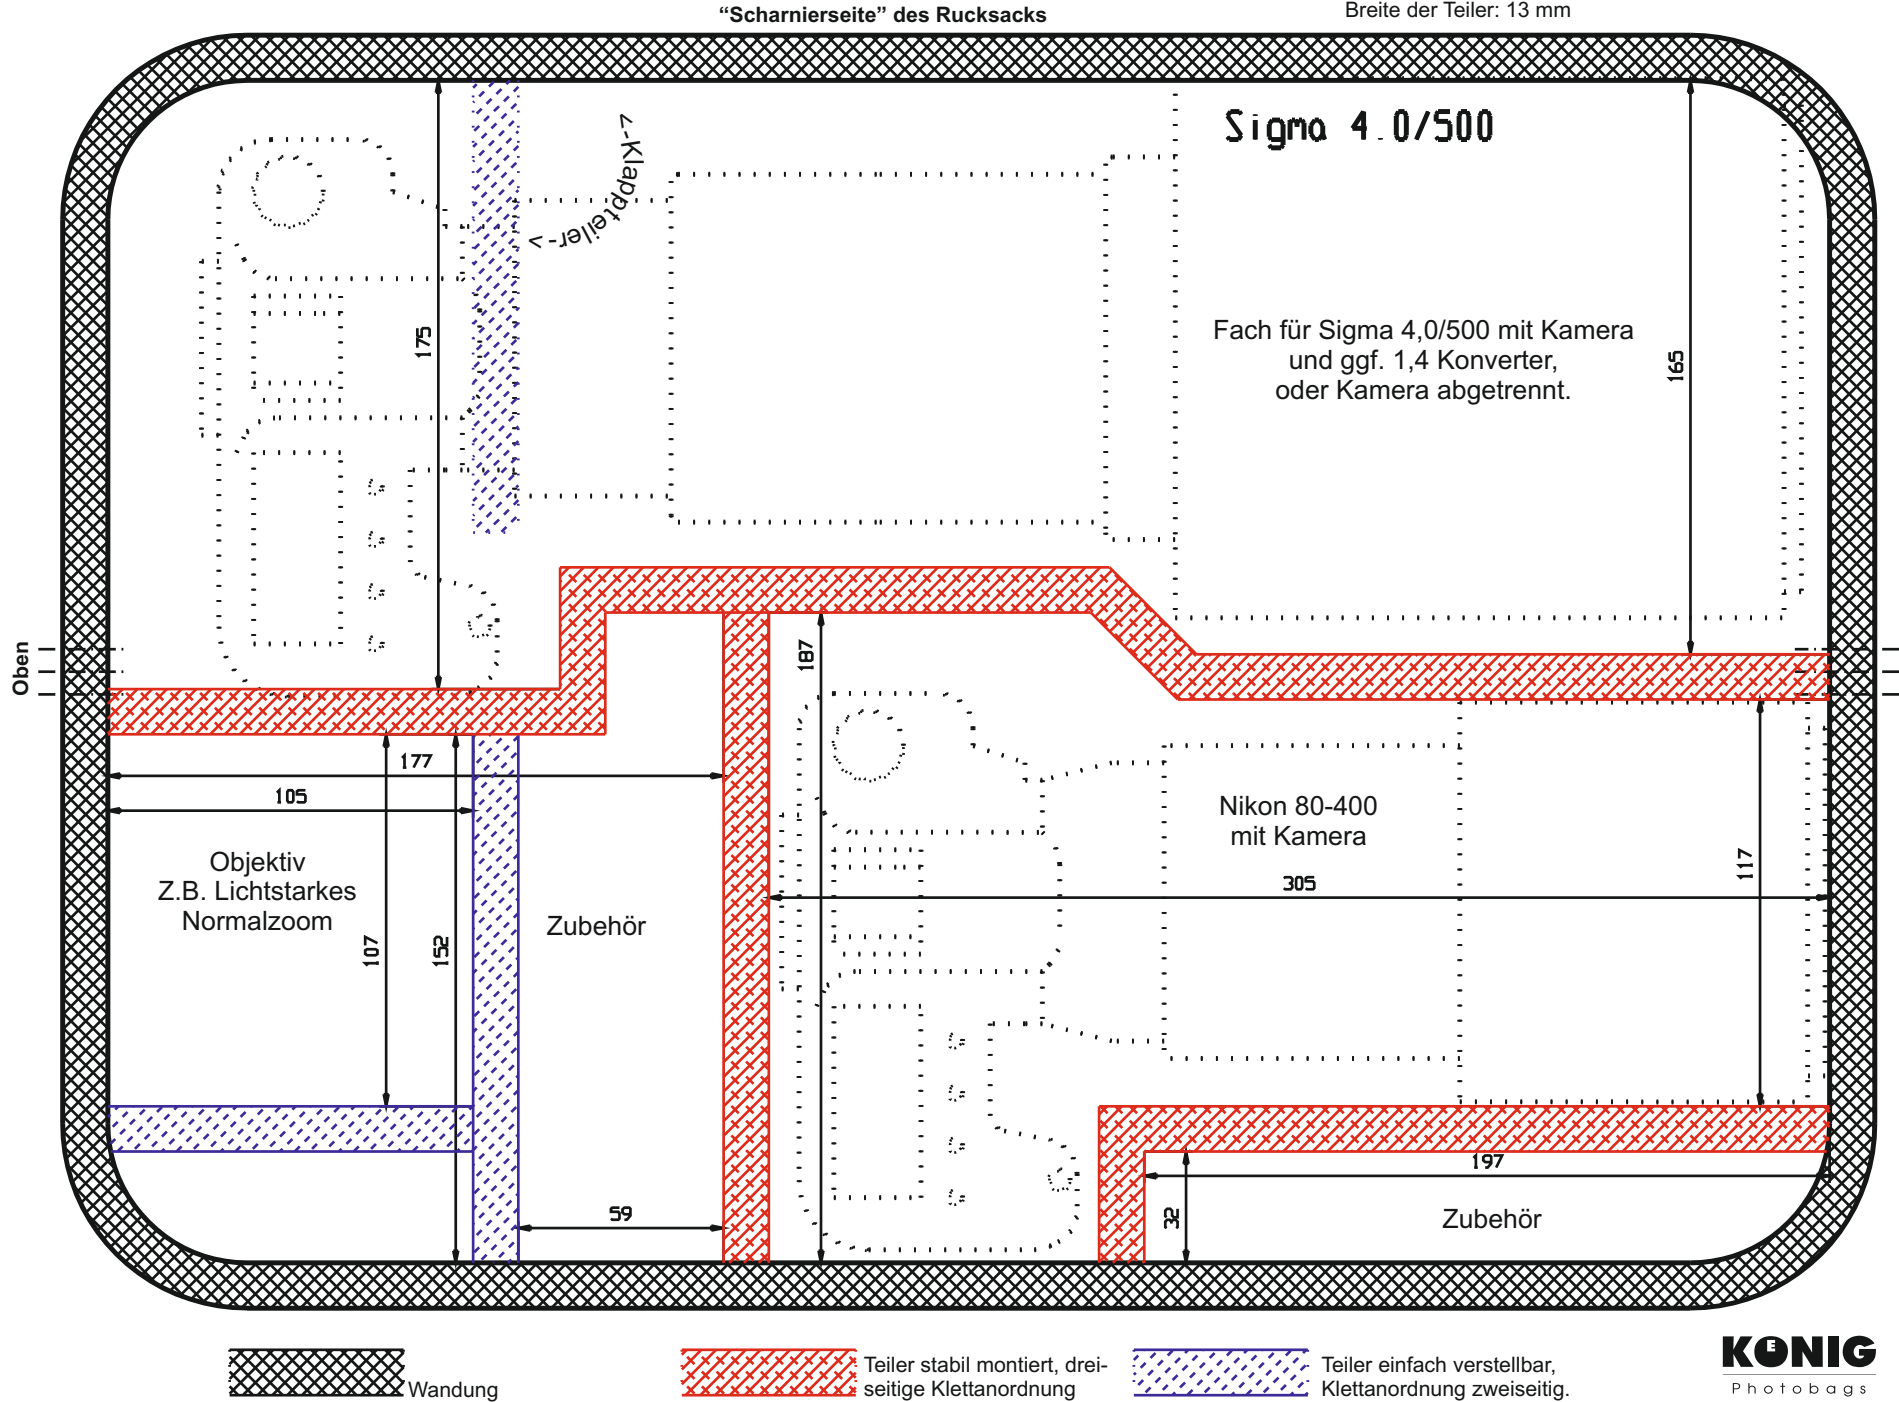 “Scharnierseite” des Rucksacks
Breite der Teiler: 13 mm
Sigma 4.0/500
<-Klappteiler->
175
Fach für Sigma 4,0/500 mit Kamera
und ggf. 1,4 Konverter,
oder Kamera abgetrennt.
165
Oben
187
177
105
Nikon 80-400
mit Kamera
Objektiv
Z.B. Lichtstarkes
Normalzoom
117
305
Zubehör
107
152
197
59
32
Zubehör
Wandung
Teiler stabil montiert, drei-
seitige Klettanordnung
Teiler einfach verstellbar,
Klettanordnung zweiseitig.
KOENIG
Photobags